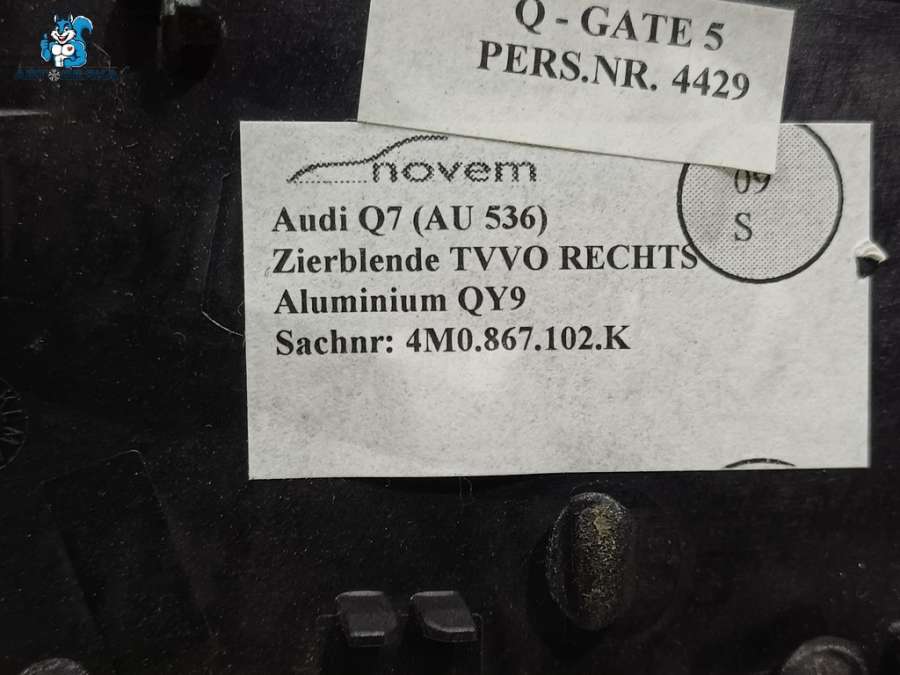 Q - GATE 5
PERS.NR. 4429
novem
09
S
Audi Q7 (AU 536)
Zierblende TVVO RECHTS
Aluminium QY9
Sachnr: 4M0.867.102.K